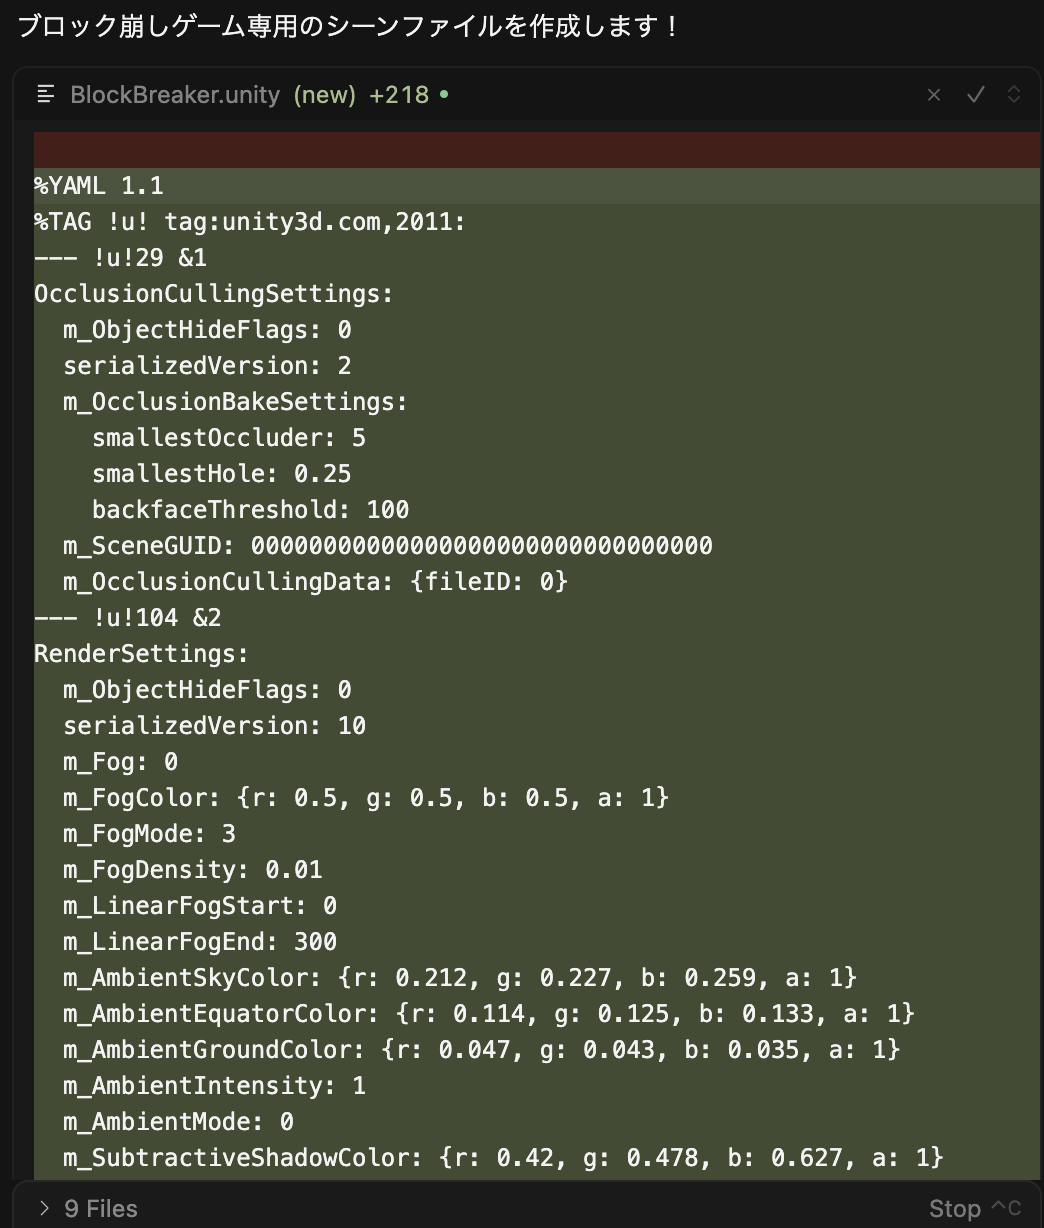 ブロック崩しゲーム専用のシーンファイルを作成します！
BlockBreaker.unity (new) +218
%YAML 1.1
%TAG !u! tag:unity3d.com,2011:
--- !u!29 &1
OcclusionCullingSettings:
  m_ObjectHideFlags: 0
  serializedVersion: 2
  m_OcclusionBakeSettings:
    smallestOccluder: 5
    smallestHole: 0.25
    backfaceThreshold: 100
  m_SceneGUID: 00000000000000000000000000000000
  m_OcclusionCullingData: {fileID: 0}
--- !u!104 &2
RenderSettings:
  m_ObjectHideFlags: 0
  serializedVersion: 10
  m_Fog: 0
  m_FogColor: {r: 0.5, g: 0.5, b: 0.5, a: 1}
  m_FogMode: 3
  m_FogDensity: 0.01
  m_LinearFogStart: 0
  m_LinearFogEnd: 300
  m_AmbientSkyColor: {r: 0.212, g: 0.227, b: 0.259, a: 1}
  m_AmbientEquatorColor: {r: 0.114, g: 0.125, b: 0.133, a: 1}
  m_AmbientGroundColor: {r: 0.047, g: 0.043, b: 0.035, a: 1}
  m_AmbientIntensity: 1
  m_AmbientMode: 0
  m_SubtractiveShadowColor: {r: 0.42, g: 0.478, b: 0.627, a: 1}
9 Files
Stop ^C